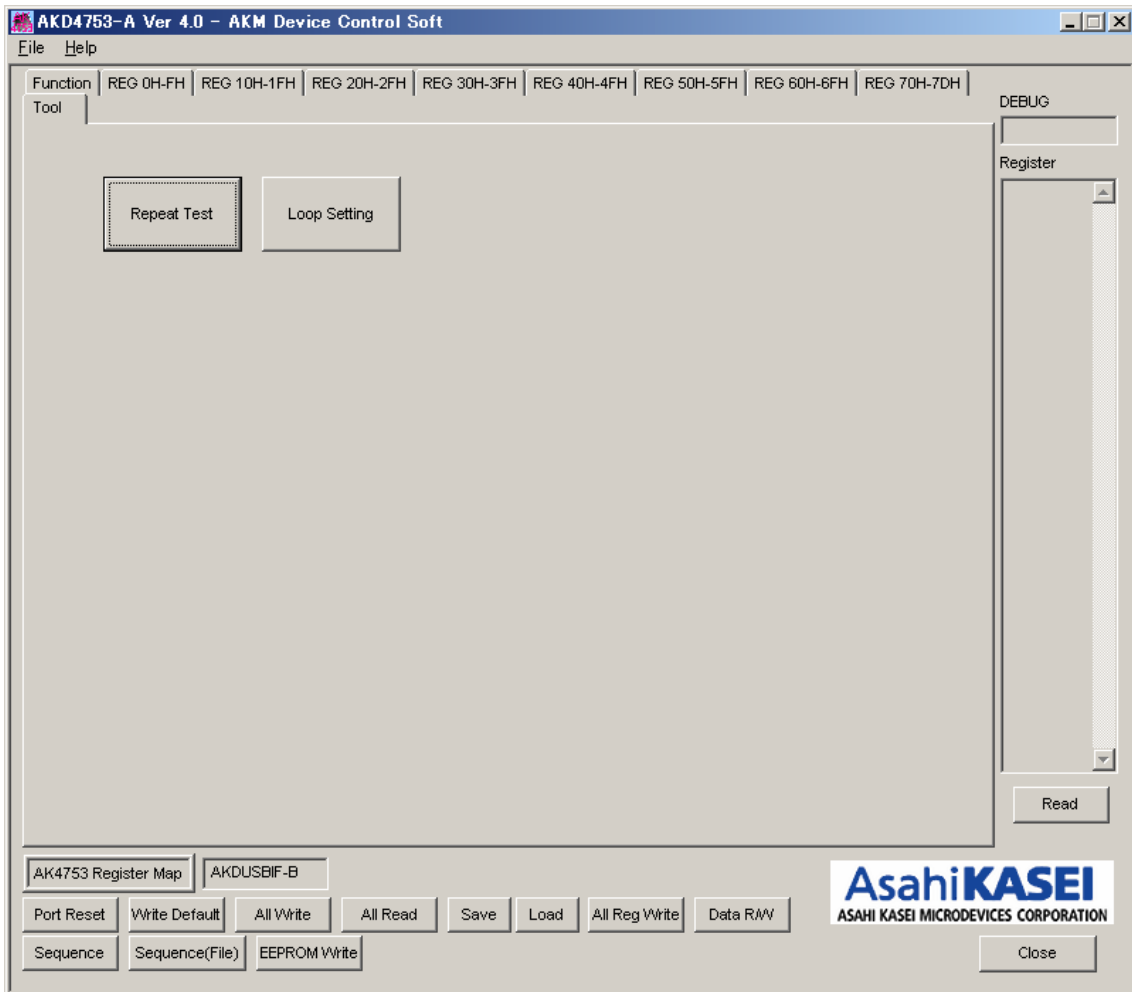 AKD4753-A Ver 4.0 - AKM Device Control Soft
File Help
Function REG 0H-FH REG 10H-1FH REG 20H-2FH REG 30H-3FH REG 40H-4FH REG 50H-5FH REG 60H-6FH REG 70H-7DH
Tool
DEBUG
Register
Repeat Test Loop Setting
Read
AK4753 Register Map AKDUSBIF-B
AsahiKASEI
ASAHI KASEI MICRODEVICES CORPORATION
Port Reset Write Default All Write All Read Save Load All Reg Write Data R/W
Sequence Sequence(File) EEPROM Write Close